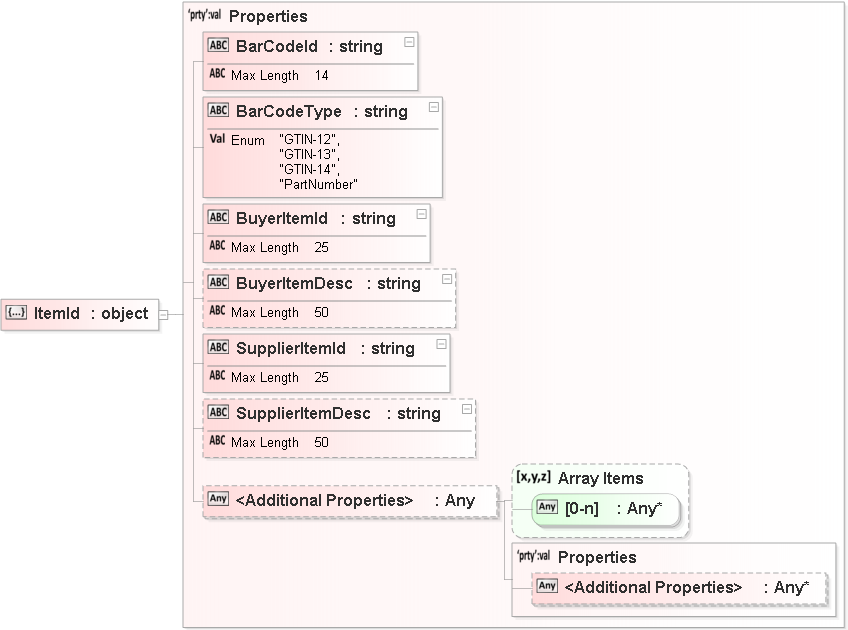 'prty':val Properties
ABC BarCodeId : string
ABC Max Length 14
ABC BarCodeType : string
Val Enum "GTIN-12",
"GTIN-13",
"GTIN-14",
"PartNumber"
ABC BuyerItemId : string
ABC Max Length 25
ABC BuyerItemDesc : string
ABC Max Length 50
{...} ItemId : object
ABC SupplierItemId : string
ABC Max Length 25
ABC SupplierItemDesc : string
ABC Max Length 50
Any <Additional Properties> : Any
[x,y,z] Array Items
Any [0-n] : Any*
'prty':val Properties
Any <Additional Properties> : Any*